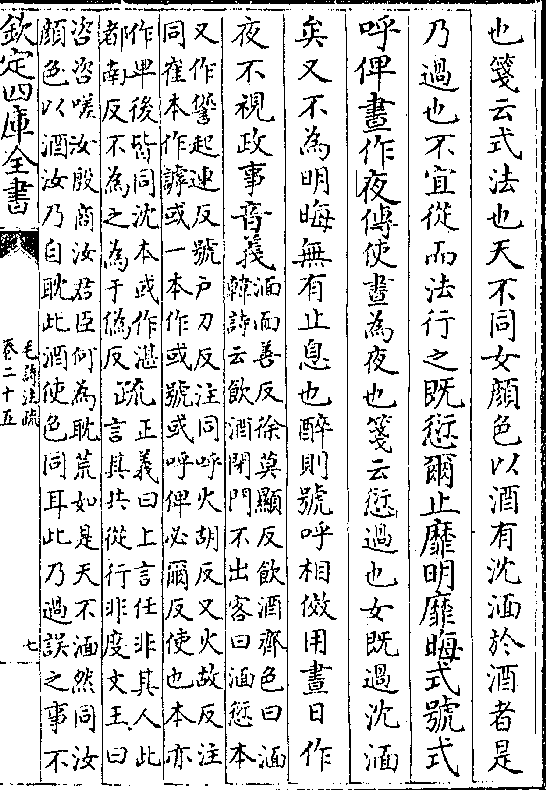 也箋云式法也天不同女顔色以酒有沈湎於酒者是
乃過也不宜從而法行之既愆爾止靡明靡晦式號式
呼俾晝作夜傳使晝為夜也箋云愆過也女既過沈湎
矣又不為明晦無有止息也醉則號呼相傚用晝日作
夜不視政事音義湎面善反徐莫顯反飲酒齊色曰湎
韓詩云飲酒閉門不出客曰湎愆本
又作諐起連反號户刀反注同呼火胡反又火故反注
同崔本作謼或一本作或號或呼俾必爾反使也本亦
作卑後皆同沈本或作湛
都南反不為之為于偽反疏正義曰上言任非其人此
言其共從行非度文王曰
咨咨嗟汝殷商汝君臣何為耽荒如是天不湎然同汝
顔色以酒汝乃自耽此酒使色同耳此乃過誤之事不
欽定四庫全書
毛詩注疏
卷二十五
七